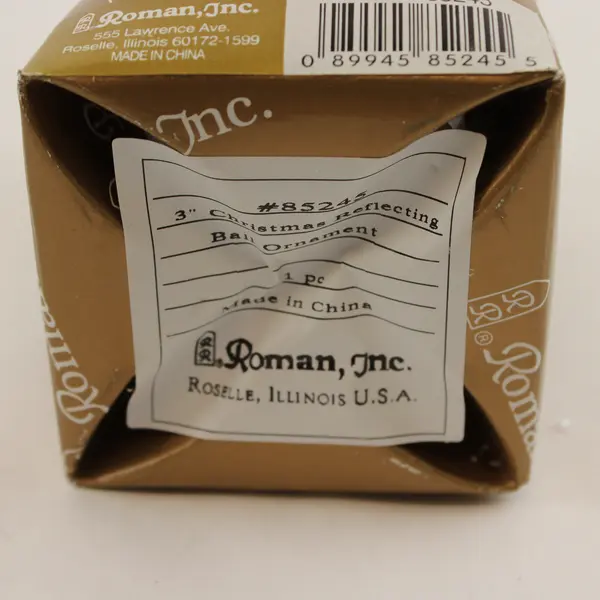 Roman, Inc.
555 Lawrence Ave.
Roselle, Illinois 60172-1599
MADE IN CHINA
0 89945 85245 5
Inc.
#85245
3" Christmas Reflecting
Ball Ornament
1 pc
Made in China
R R ® Roman, Inc.
ROSELLE, ILLINOIS U.S.A.
Roma
R R ® Roman